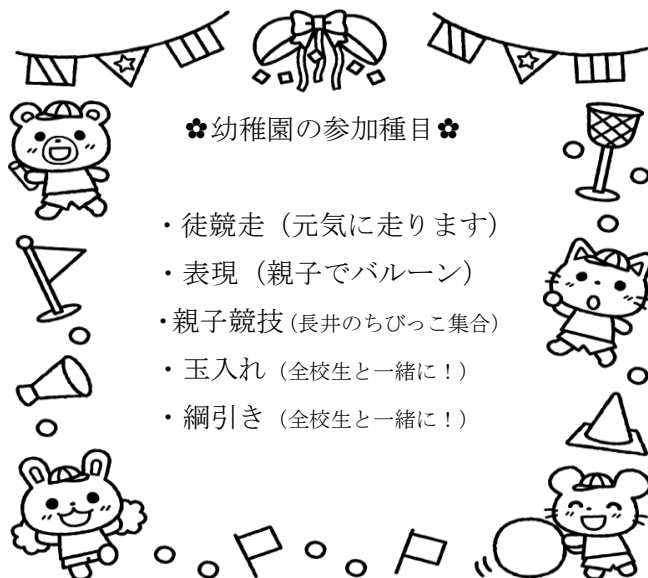 ✿幼稚園の参加種目✿
・徒競走（元気に走ります）
・表現（親子でバルーン）
・親子競技（長井のちびっこ集合）
・玉入れ（全校生と一緒に！）
・綱引き（全校生と一緒に！）